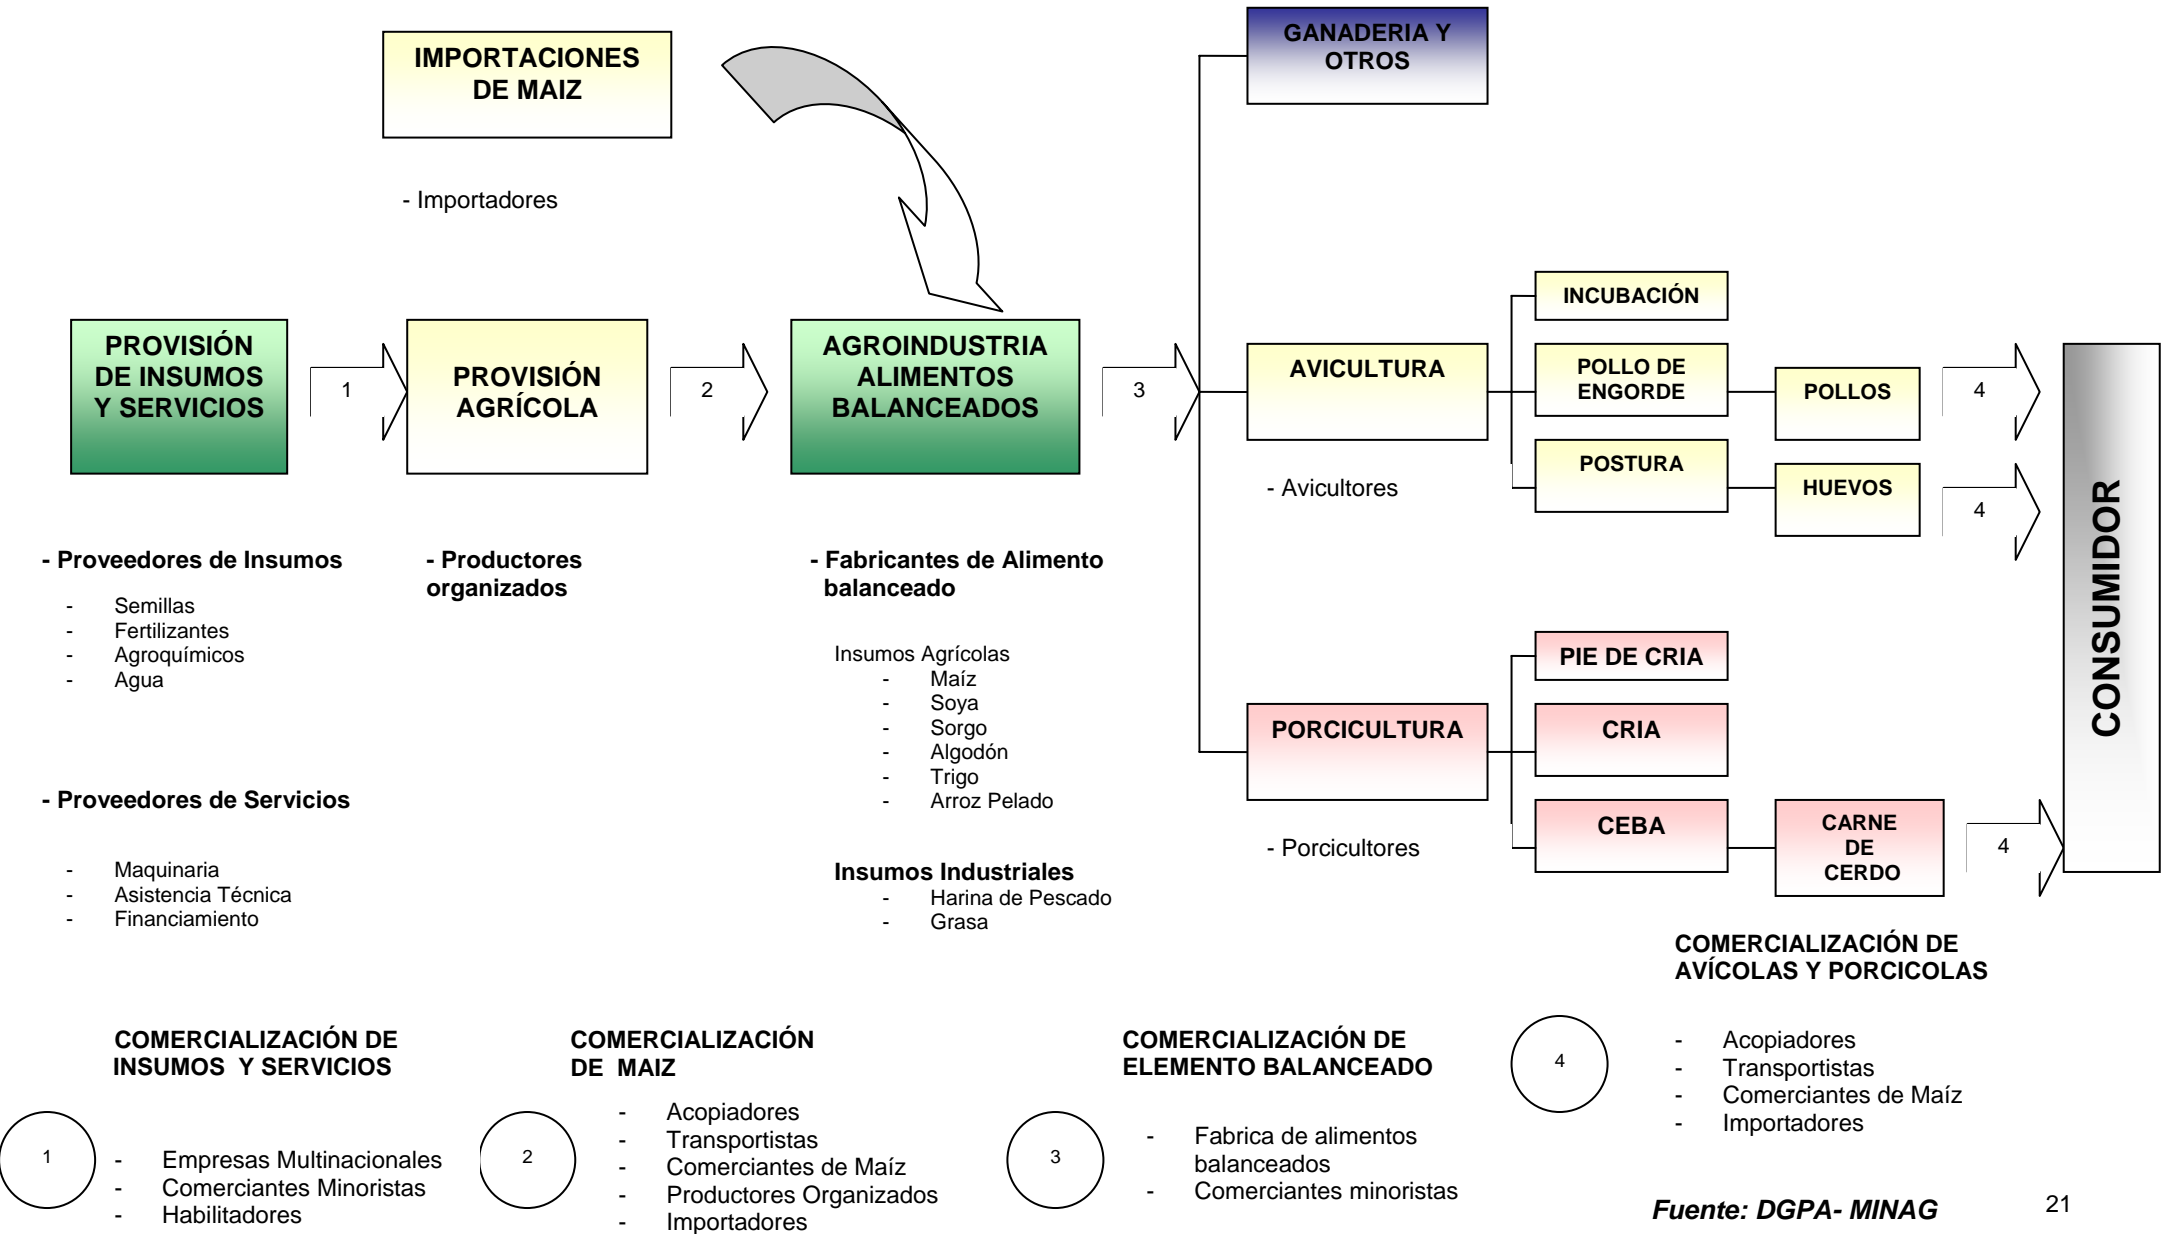 IMPORTACIONES
DE MAIZ
- Importadores
GANADERIA Y
OTROS
PROVISIÓN
DE INSUMOS
Y SERVICIOS
1
PROVISIÓN
AGRÍCOLA
2
AGROINDUSTRIA
ALIMENTOS
BALANCEADOS
3
AVICULTURA
- Avicultores
INCUBACIÓN
POLLO DE
ENGORDE
POSTURA
POLLOS
HUEVOS
4
4
CONSUMIDOR
- Proveedores de Insumos
- Semillas
- Fertilizantes
- Agroquímicos
- Agua
- Proveedores de Servicios
- Maquinaria
- Asistencia Técnica
- Financiamiento
- Productores
organizados
- Fabricantes de Alimento
balanceado
Insumos Agrícolas
- Maíz
- Soya
- Sorgo
- Algodón
- Trigo
- Arroz Pelado
Insumos Industriales
- Harina de Pescado
- Grasa
PORCICULTURA
- Porcicultores
PIE DE CRIA
CRIA
CEBA
CARNE
DE
CERDO
4
COMERCIALIZACIÓN DE
INSUMOS Y SERVICIOS
1
- Empresas Multinacionales
- Comerciantes Minoristas
- Habilitadores
COMERCIALIZACIÓN
DE MAIZ
2
- Acopiadores
- Transportistas
- Comerciantes de Maíz
- Productores Organizados
- Importadores
COMERCIALIZACIÓN DE
ELEMENTO BALANCEADO
3
- Fabrica de alimentos
balanceados
- Comerciantes minoristas
COMERCIALIZACIÓN DE
AVÍCOLAS Y PORCICOLAS
4
- Acopiadores
- Transportistas
- Comerciantes de Maíz
- Importadores
Fuente: DGPA- MINAG
21